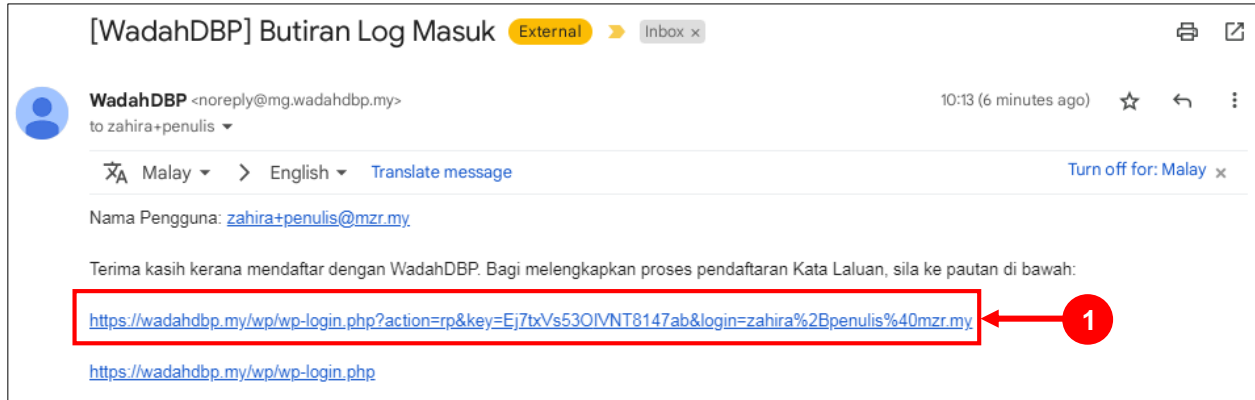 [WadahDBP] Butiran Log Masuk External Inbox ×
WadahDBP <noreply@mg.wadahdbp.my> 10:13 (6 minutes ago)
to zahira+penulis
Malay > English Translate message Turn off for: Malay ×
Nama Pengguna: zahira+penulis@mzr.my
Terima kasih kerana mendaftar dengan WadahDBP. Bagi melengkapkan proses pendaftaran Kata Laluan, sila ke pautan di bawah:
https://wadahdbp.my/wp/wp-login.php?action=rp&key=Ej7txVs53OIVNT8147ab&login=zahira%2Bpenulis%40mzr.my 1
https://wadahdbp.my/wp/wp-login.php